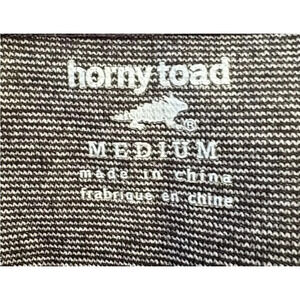 horny toad
®
MEDIUM
made in china
fabriqué en chine